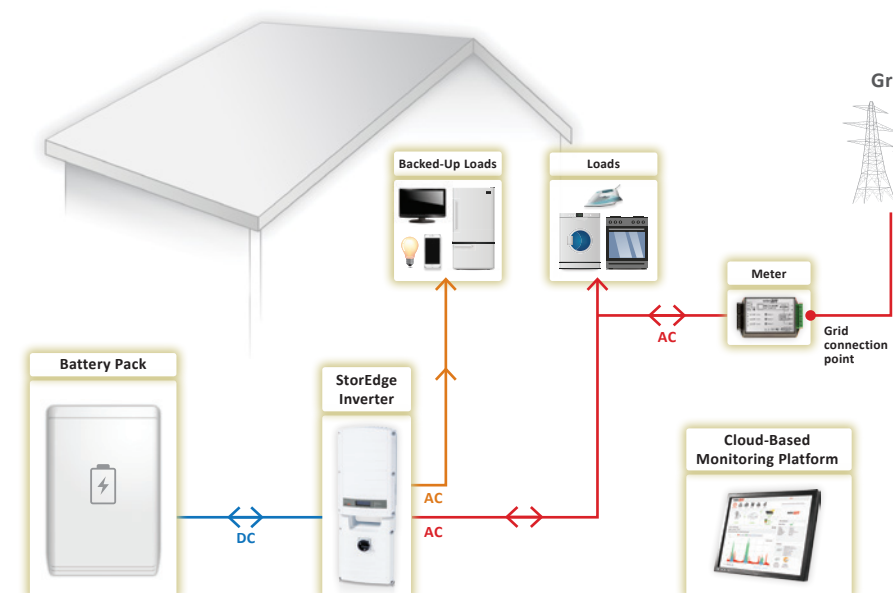 Gr
Backed-Up Loads
Loads
Meter
AC
Grid
connection
point
Battery Pack
StorEdge
Inverter
Cloud-Based
Monitoring Platform
AC
DC
AC